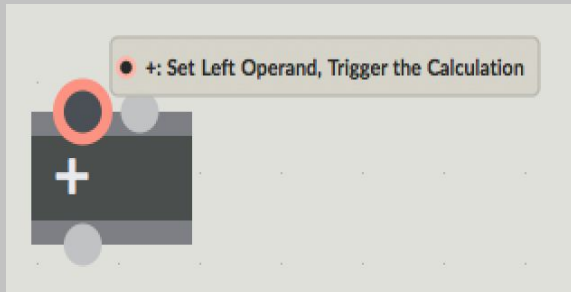 +: Set Left Operand, Trigger the Calculation
+